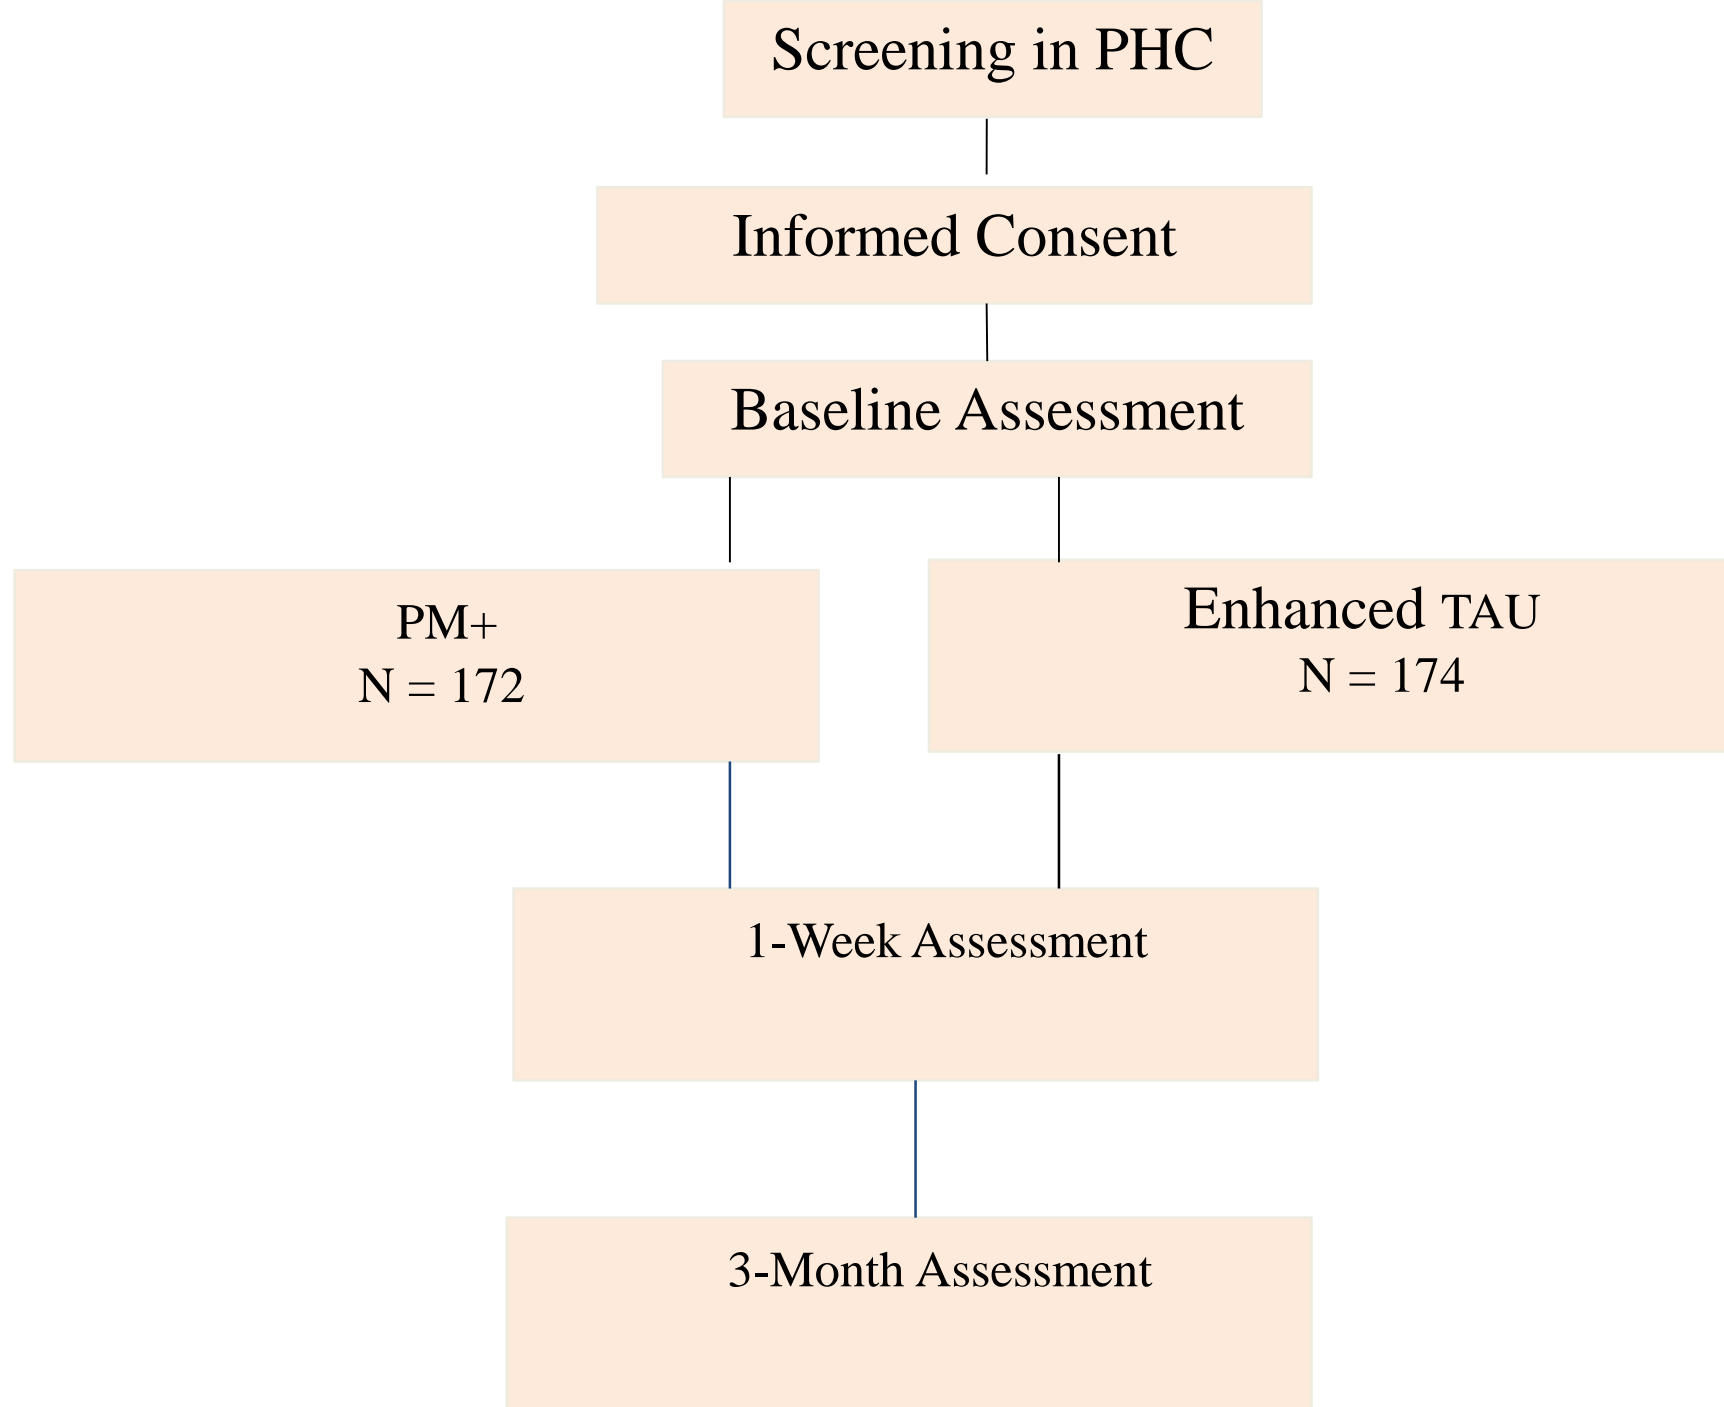 Screening in PHC
Informed Consent
Baseline Assessment
PM+
N = 172
Enhanced TAU
N = 174
1-Week Assessment
3-Month Assessment